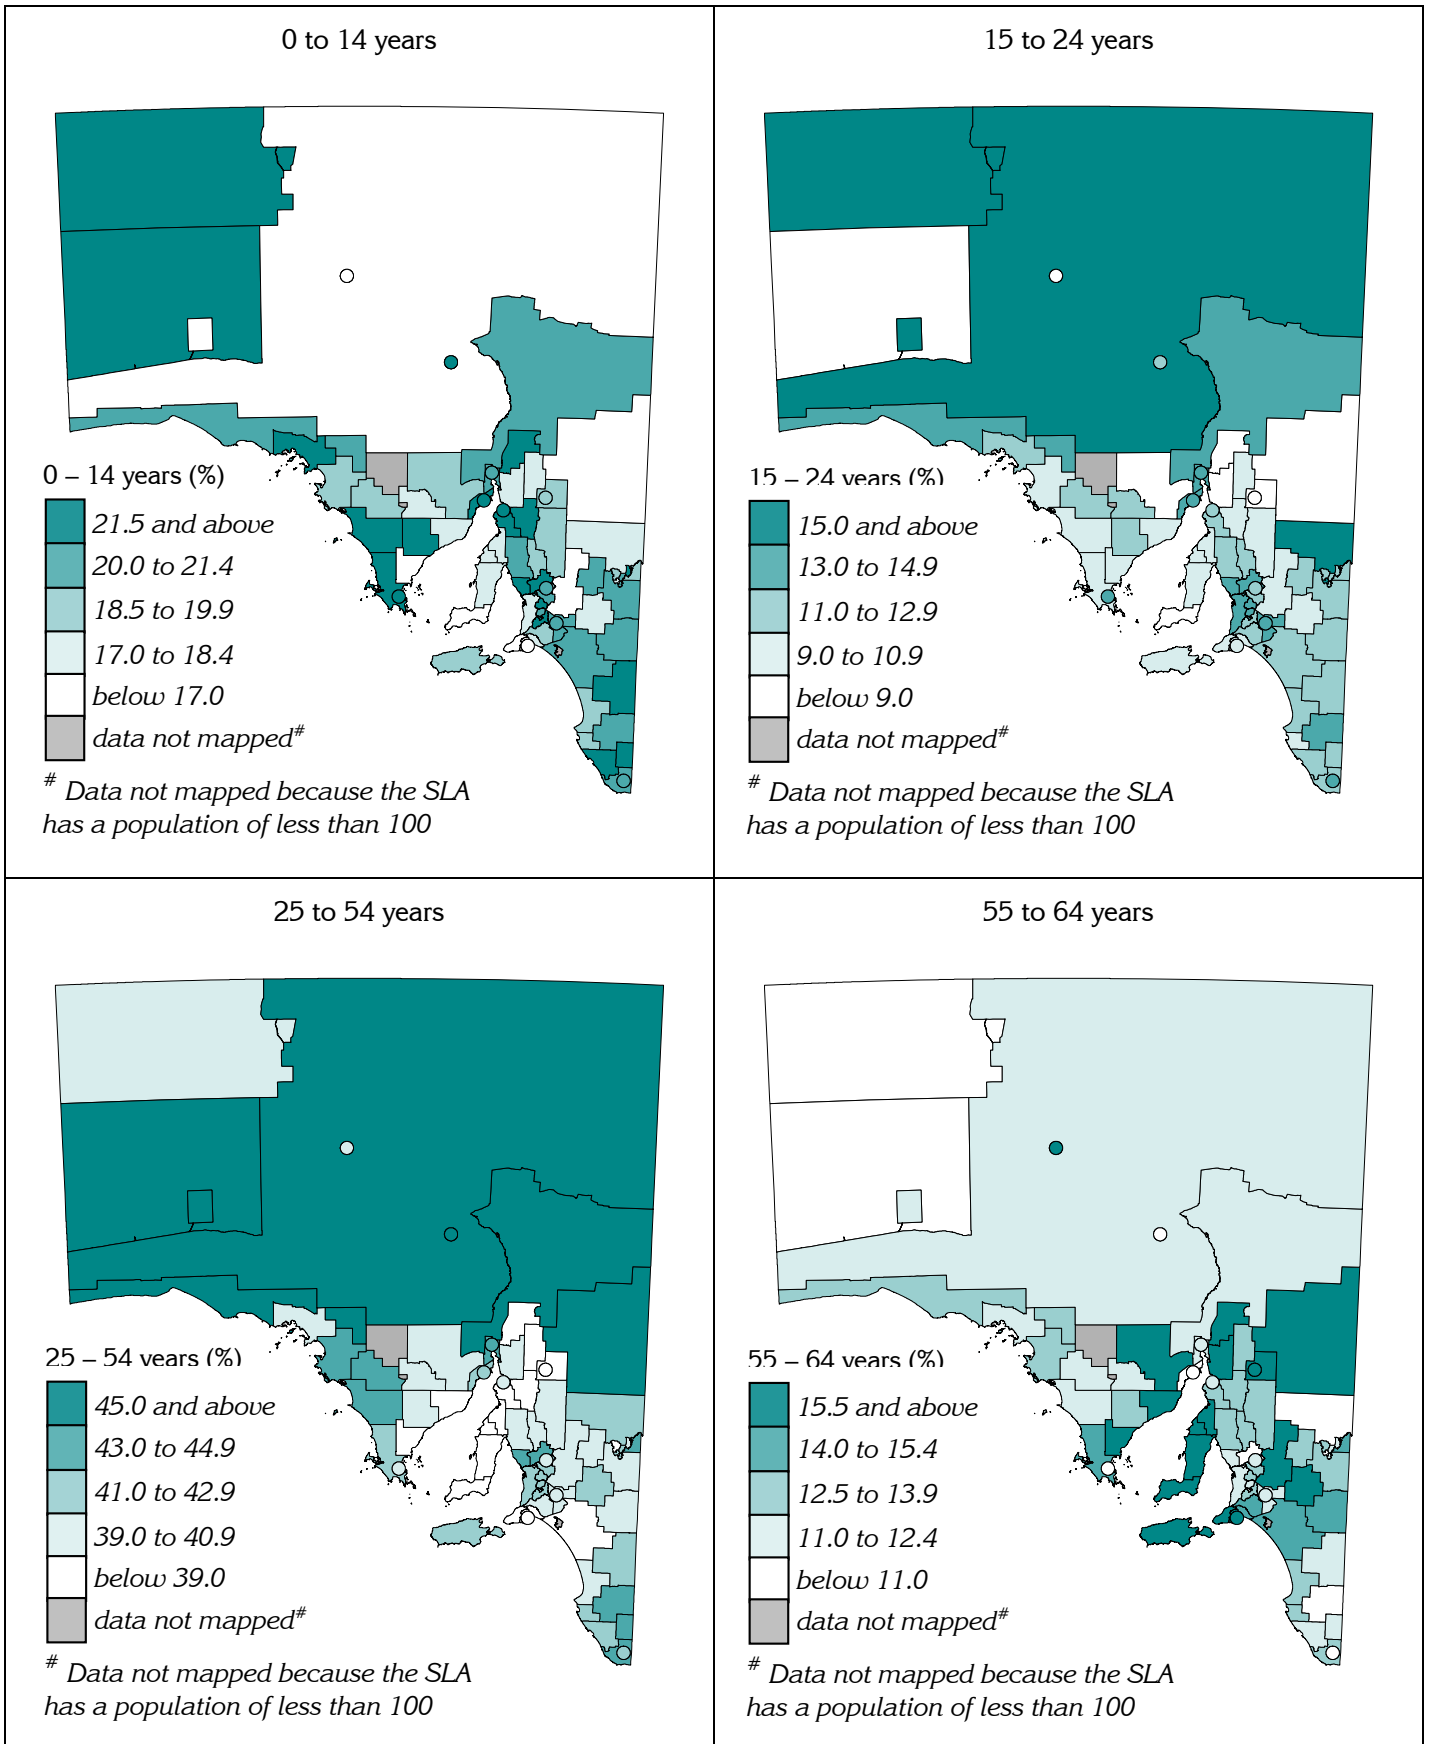 0 to 14 years
0 – 14 years (%)
21.5 and above
20.0 to 21.4
18.5 to 19.9
17.0 to 18.4
below 17.0
data not mapped#
# Data not mapped because the SLA
has a population of less than 100
15 to 24 years
15 – 24 years (%)
15.0 and above
13.0 to 14.9
11.0 to 12.9
9.0 to 10.9
below 9.0
data not mapped#
# Data not mapped because the SLA
has a population of less than 100
25 to 54 years
25 – 54 years (%)
45.0 and above
43.0 to 44.9
41.0 to 42.9
39.0 to 40.9
below 39.0
data not mapped#
# Data not mapped because the SLA
has a population of less than 100
55 to 64 years
55 – 64 years (%)
15.5 and above
14.0 to 15.4
12.5 to 13.9
11.0 to 12.4
below 11.0
data not mapped#
# Data not mapped because the SLA
has a population of less than 100